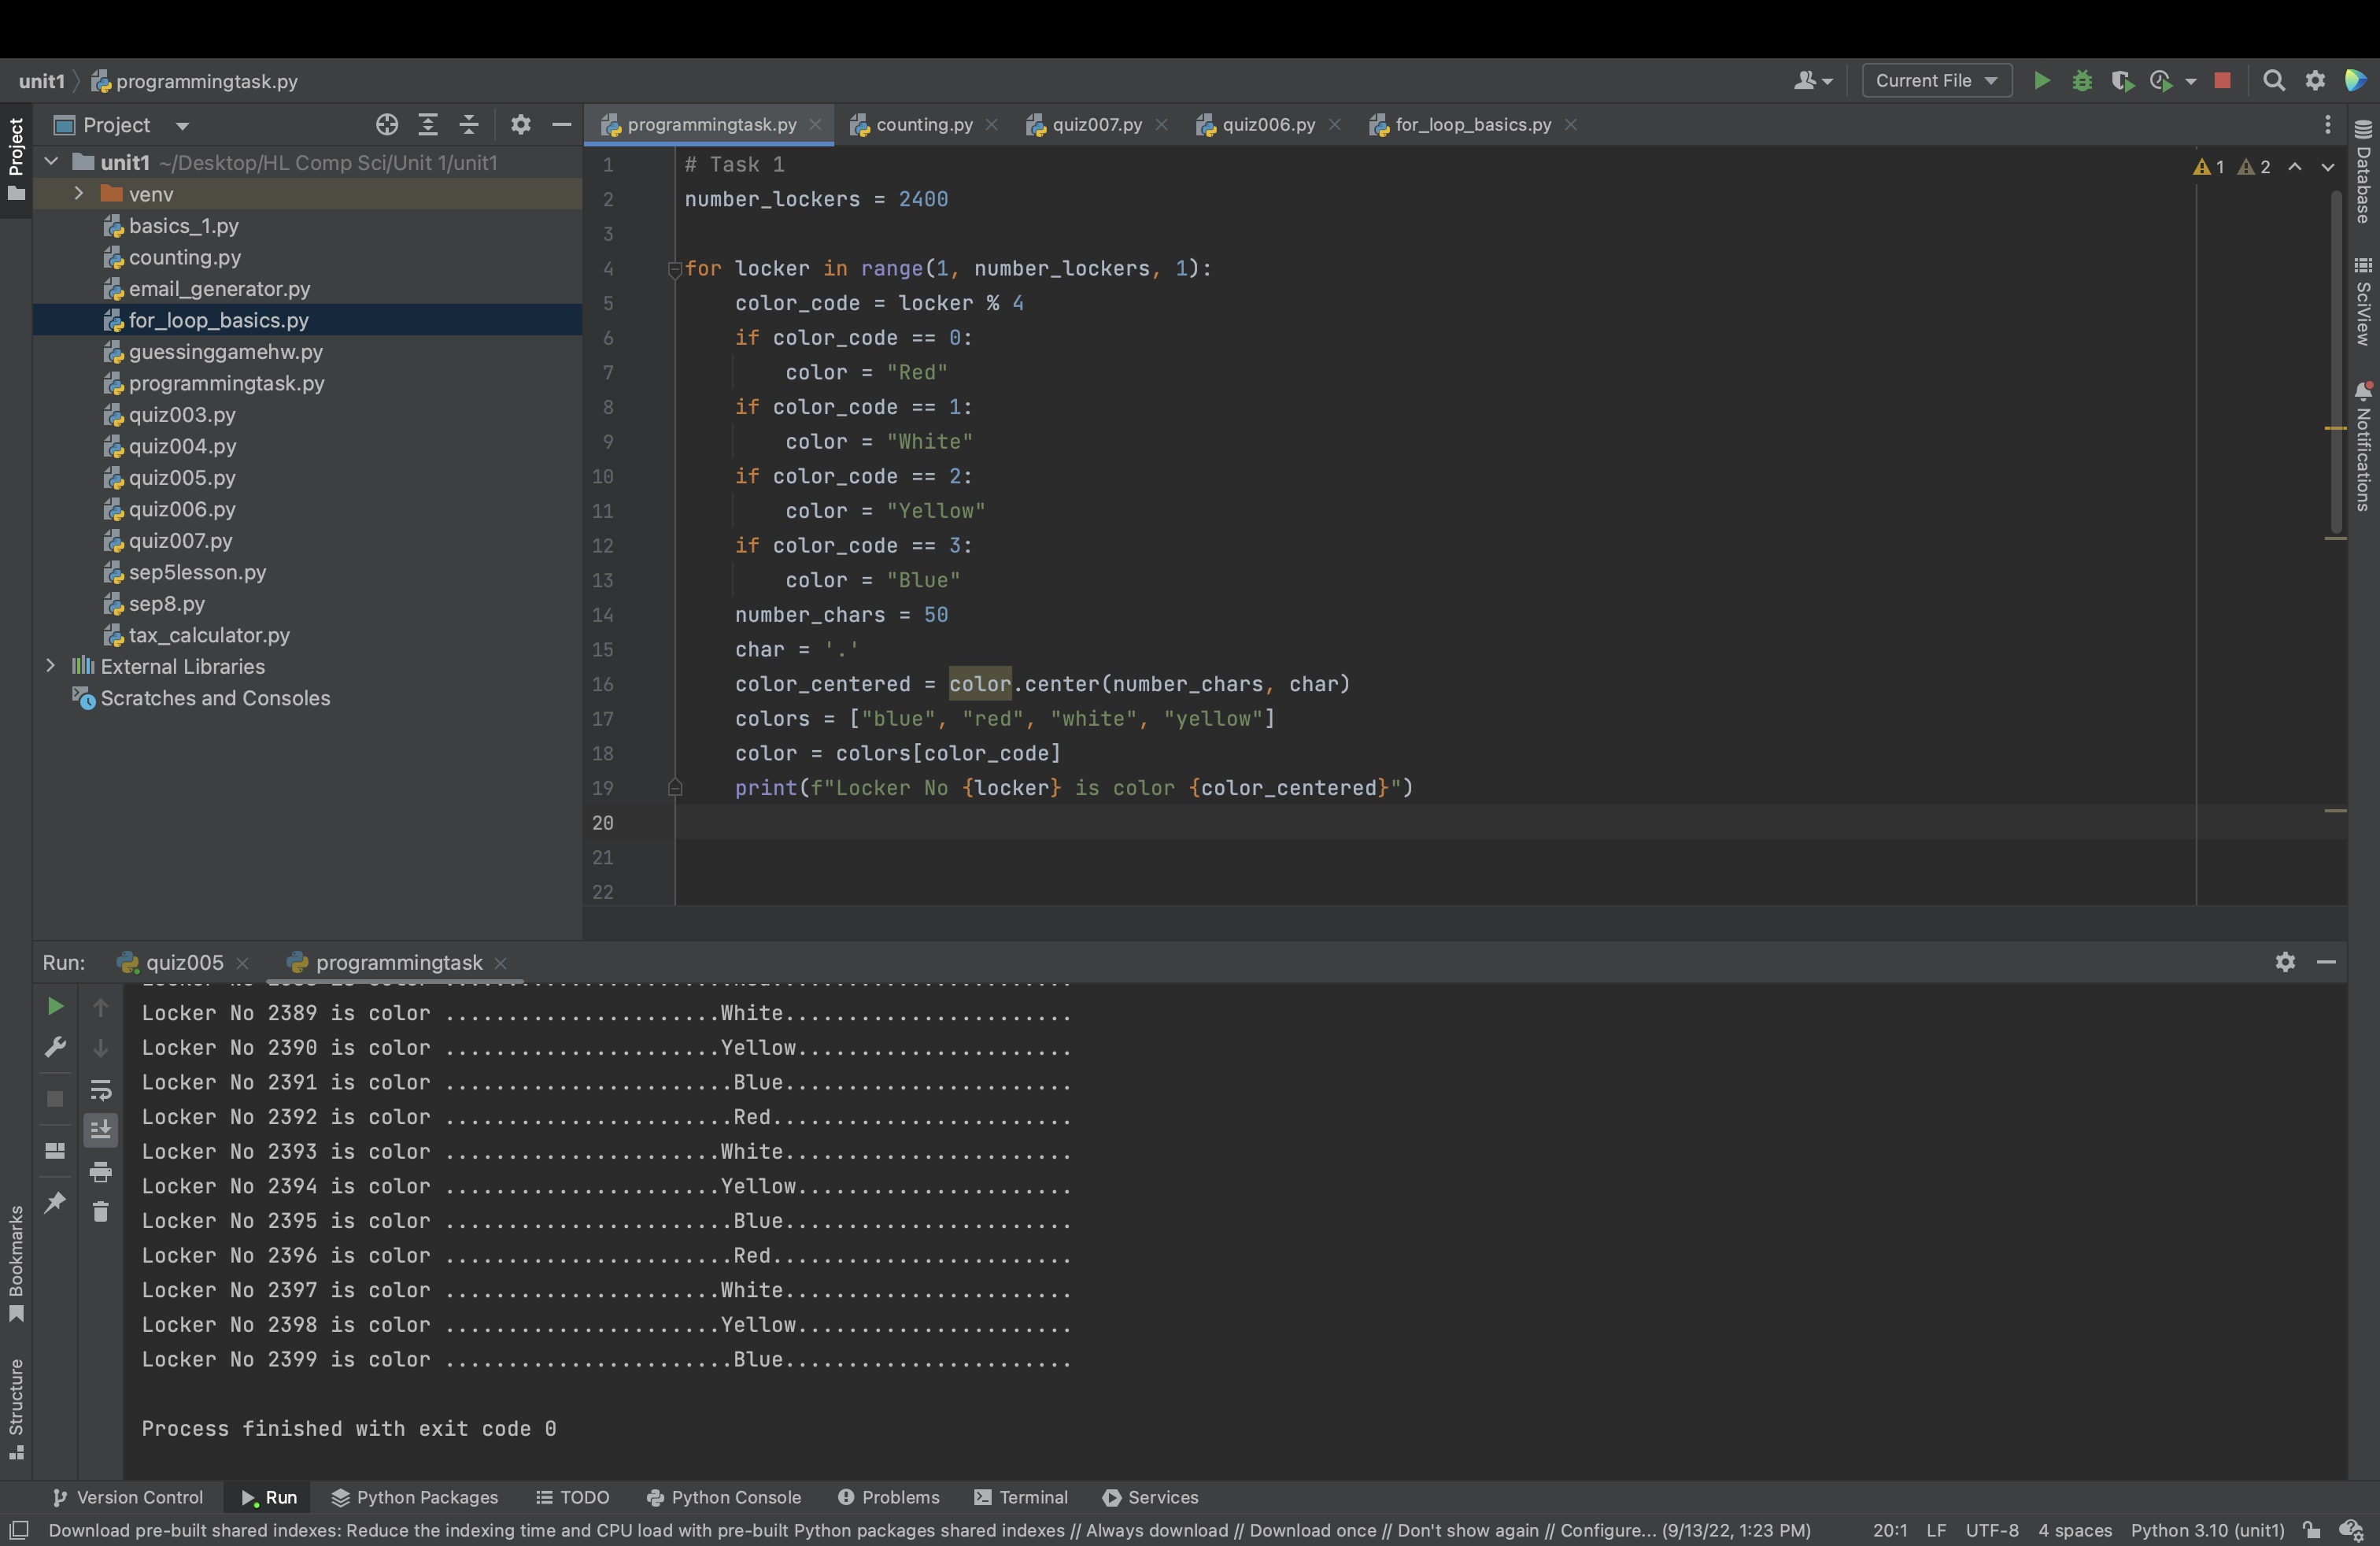 unit1
programmingtask.py
Current File
Project
programmingtask.py
counting.py
quiz007.py
quiz006.py
for_loop_basics.py
Project
unit1 ~/Desktop/HL Comp Sci/Unit 1/unit1
venv
basics_1.py
counting.py
email_generator.py
for_loop_basics.py
guessinggamehw.py
programmingtask.py
quiz003.py
quiz004.py
quiz005.py
quiz006.py
quiz007.py
sep5lesson.py
sep8.py
tax_calculator.py
External Libraries
Scratches and Consoles
1 # Task 1
2 number_lockers = 2400
3
4 for locker in range(1, number_lockers, 1):
5 color_code = locker % 4
6 if color_code == 0:
7 color = "Red"
8 if color_code == 1:
9 color = "White"
10 if color_code == 2:
11 color = "Yellow"
12 if color_code == 3:
13 color = "Blue"
14 number_chars = 50
15 char = '.'
16 color_centered = color.center(number_chars, char)
17 colors = ["blue", "red", "white", "yellow"]
18 color = colors[color_code]
19 print(f"Locker No {locker} is color {color_centered}")
20
21
22
1 2
Database
SciView
Notifications
Run:
quiz005
programmingtask
Locker No 2389 is color ......................White.......................
Locker No 2390 is color ......................Yellow......................
Locker No 2391 is color .......................Blue.......................
Locker No 2392 is color .......................Red........................
Locker No 2393 is color ......................White.......................
Locker No 2394 is color ......................Yellow......................
Locker No 2395 is color .......................Blue.......................
Locker No 2396 is color .......................Red........................
Locker No 2397 is color ......................White.......................
Locker No 2398 is color ......................Yellow......................
Locker No 2399 is color .......................Blue.......................
Process finished with exit code 0
Bookmarks
Structure
Version Control
Run
Python Packages
TODO
Python Console
Problems
Terminal
Services
Download pre-built shared indexes: Reduce the indexing time and CPU load with pre-built Python packages shared indexes // Always download // Download once // Don't show again // Configure... (9/13/22, 1:23 PM)
20:1 LF UTF-8 4 spaces Python 3.10 (unit1)